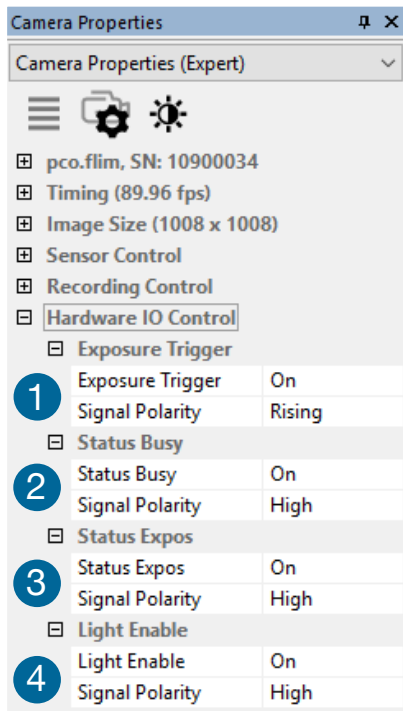 Camera Properties
Camera Properties (Expert)
pco.flim, SN: 10900034
Timing (89.96 fps)
Image Size (1008 x 1008)
Sensor Control
Recording Control
Hardware IO Control
Exposure Trigger
1 Exposure Trigger On
Signal Polarity Rising
Status Busy
2 Status Busy On
Signal Polarity High
Status Expos
3 Status Expos On
Signal Polarity High
Light Enable
4 Light Enable On
Signal Polarity High